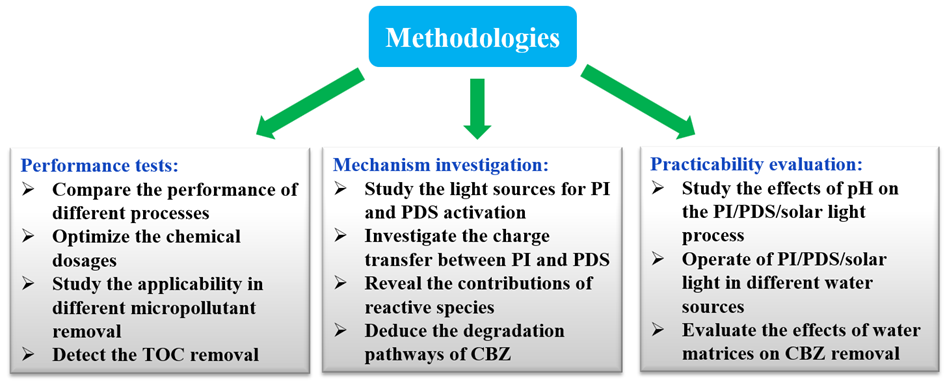 Methodologies
Performance tests:
➢ Compare the performance of
different processes
➢ Optimize the chemical
dosages
➢ Study the applicability in
different micropollutant
removal
➢ Detect the TOC removal
Mechanism investigation:
➢ Study the light sources for PI
and PDS activation
➢ Investigate the charge
transfer between PI and PDS
➢ Reveal the contributions of
reactive species
➢ Deduce the degradation
pathways of CBZ
Practicability evaluation:
➢ Study the effects of pH on
the PI/PDS/solar light
process
➢ Operate of PI/PDS/solar
light in different water
sources
➢ Evaluate the effects of water
matrices on CBZ removal